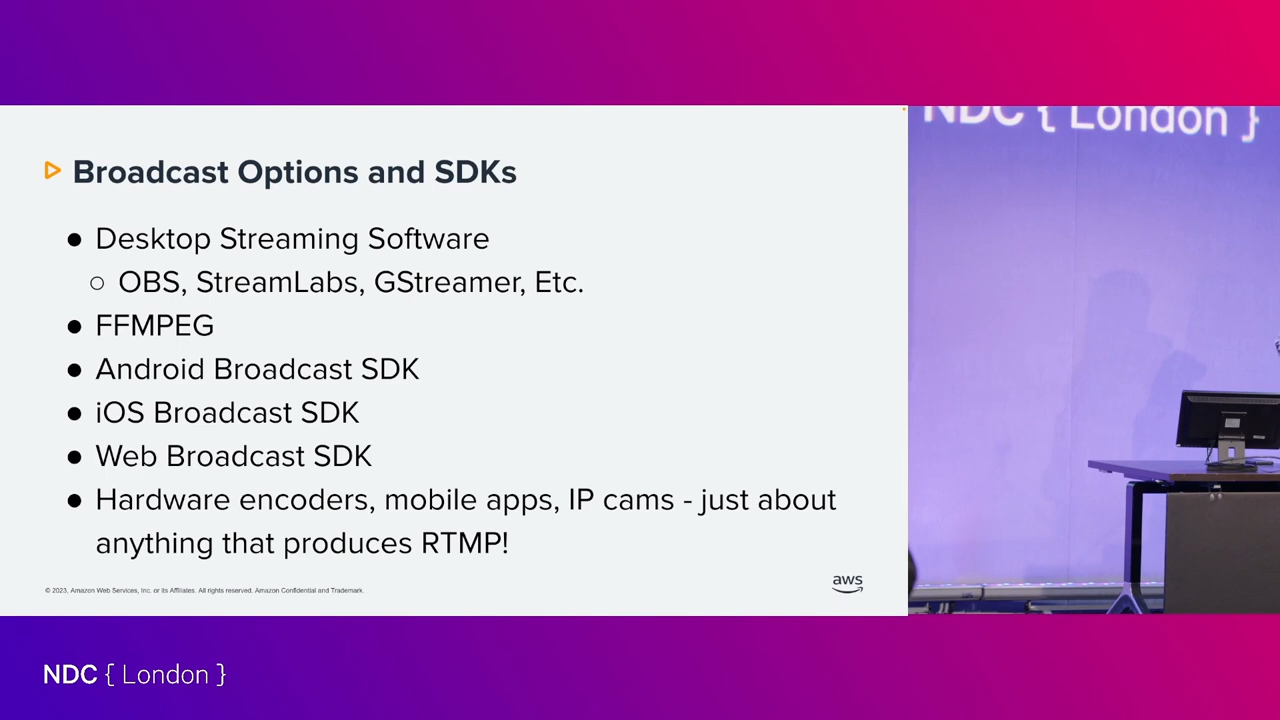 NDC { London }
Broadcast Options and SDKs
● Desktop Streaming Software
○ OBS, StreamLabs, GStreamer, Etc.
● FFMPEG
● Android Broadcast SDK
● iOS Broadcast SDK
● Web Broadcast SDK
● Hardware encoders, mobile apps, IP cams - just about
anything that produces RTMP!
© 2023, Amazon Web Services, Inc. or its Affiliates. All rights reserved. Amazon Confidential and Trademark.
aws
NDC { London }